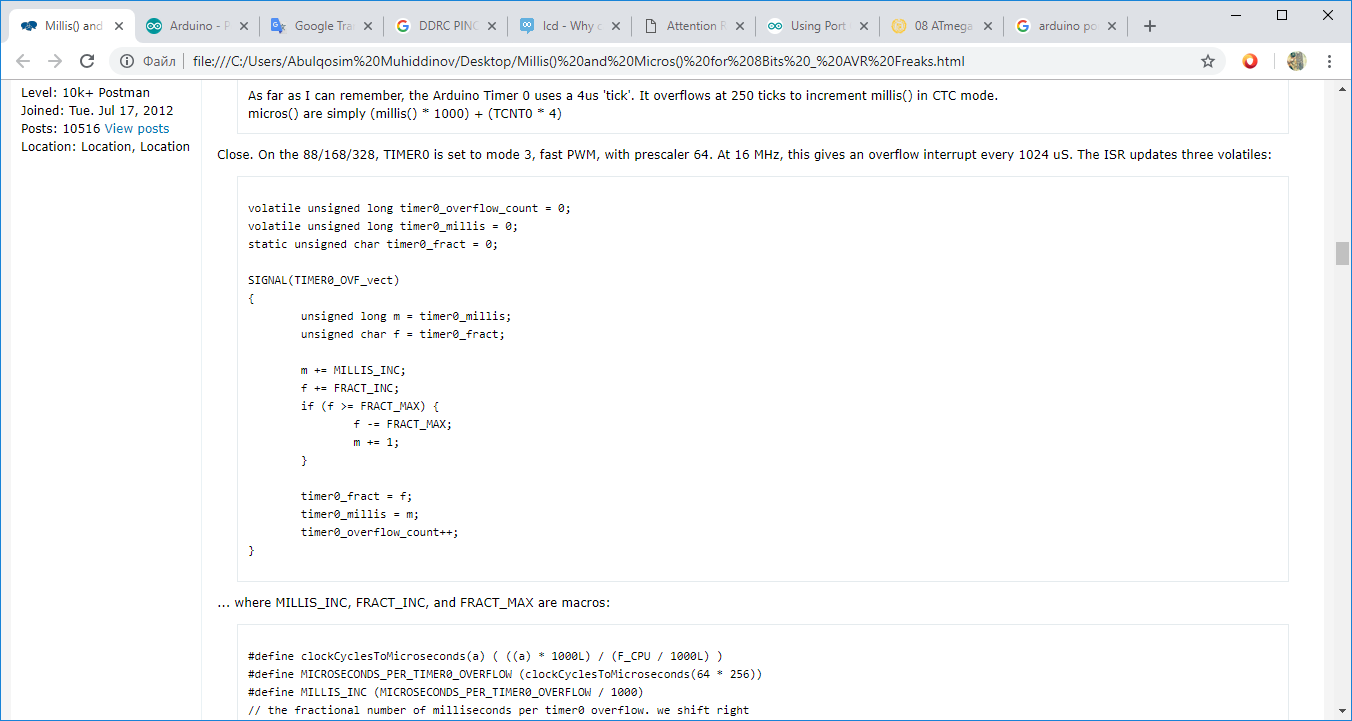 Millis() and
Arduino - P
Google Tra
DDRC PINC
lcd - Why c
Attention R
Using Port
08 ATmega
arduino po
Файл
file:///C:/Users/Abulqosim%20Muhiddinov/Desktop/Millis()%20and%20Micros()%20for%208Bits%20_%20AVR%20Freaks.html
Level: 10k+ Postman
Joined: Tue. Jul 17, 2012
Posts: 10516 View posts
Location: Location, Location
As far as I can remember, the Arduino Timer 0 uses a 4us 'tick'. It overflows at 250 ticks to increment millis() in CTC mode.
micros() are simply (millis() * 1000) + (TCNT0 * 4)
Close. On the 88/168/328, TIMER0 is set to mode 3, fast PWM, with prescaler 64. At 16 MHz, this gives an overflow interrupt every 1024 uS. The ISR updates three volatiles:
volatile unsigned long timer0_overflow_count = 0;
volatile unsigned long timer0_millis = 0;
static unsigned char timer0_fract = 0;
SIGNAL(TIMER0_OVF_vect)
{
unsigned long m = timer0_millis;
unsigned char f = timer0_fract;
m += MILLIS_INC;
f += FRACT_INC;
if (f >= FRACT_MAX) {
f -= FRACT_MAX;
m += 1;
}
timer0_fract = f;
timer0_millis = m;
timer0_overflow_count++;
}
... where MILLIS_INC, FRACT_INC, and FRACT_MAX are macros:
#define clockCyclesToMicroseconds(a) ( ((a) * 1000L) / (F_CPU / 1000L) )
#define MICROSECONDS_PER_TIMER0_OVERFLOW (clockCyclesToMicroseconds(64 * 256))
#define MILLIS_INC (MICROSECONDS_PER_TIMER0_OVERFLOW / 1000)
// the fractional number of milliseconds per timer0 overflow. we shift right